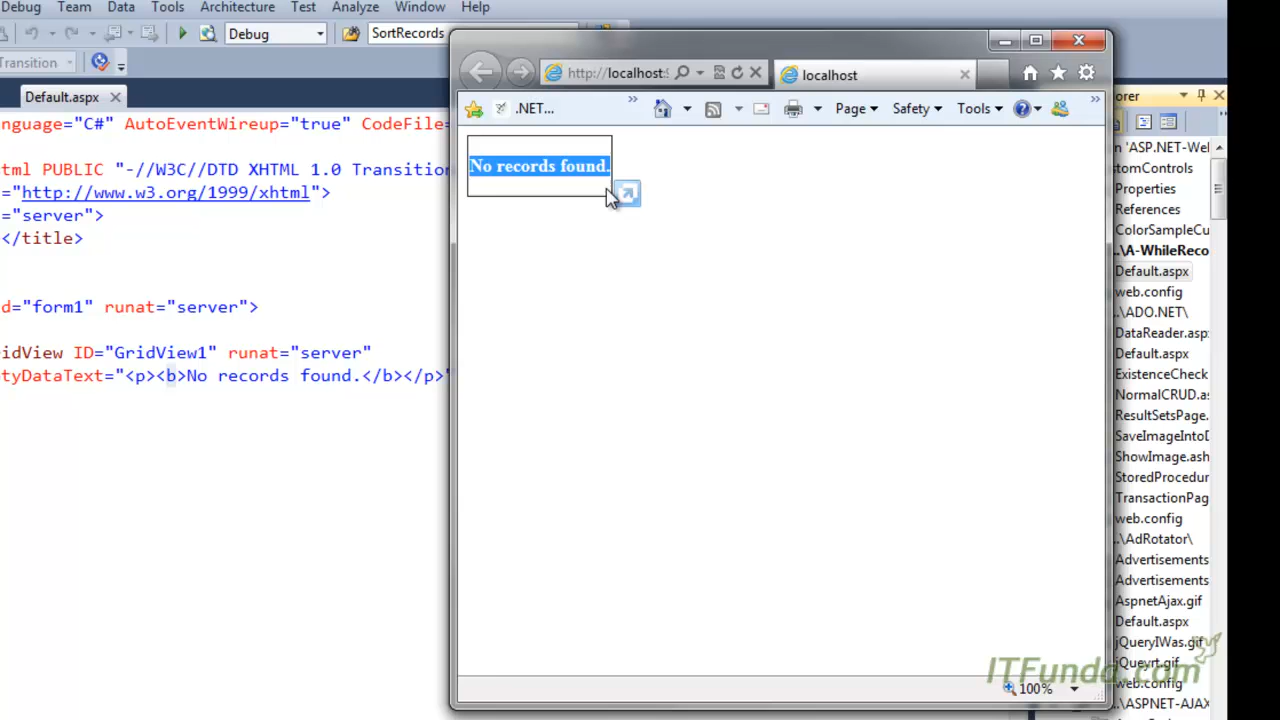 Debug Team Data Tools Architecture Test Analyze Window Help
Debug SortRecords
Transition
Default.aspx
nguage="C#" AutoEventWireup="true" CodeFile=
tml PUBLIC "-//W3C//DTD XHTML 1.0 Transition
="http://www.w3.org/1999/xhtml">
="server">
</title>
d="form1" runat="server">
idView ID="GridView1" runat="server"
tyDataText="<p><b>No records found.</b></p>"
http://localhost:
localhost
.NET...
Page Safety Tools
No records found.
100%
orer
n 'ASP.NET-Wel
stomControls
Properties
References
ColorSampleCu
..\A-WhileReco
Default.aspx
web.config
..\ADO.NET\
DataReader.asp
Default.aspx
ExistenceCheck
NormalCRUD.as
ResultSetsPage.
SaveImageIntoD
ShowImage.ash
StoredProcedur
TransactionPag
web.config
..\AdRotator\
Advertisements
Advertisements
AspnetAjax.gif
Default.aspx
jQueryIWas.gif
jQueyrt.gif
web.config
..\ASPNET-AJAX
ITFunda.com